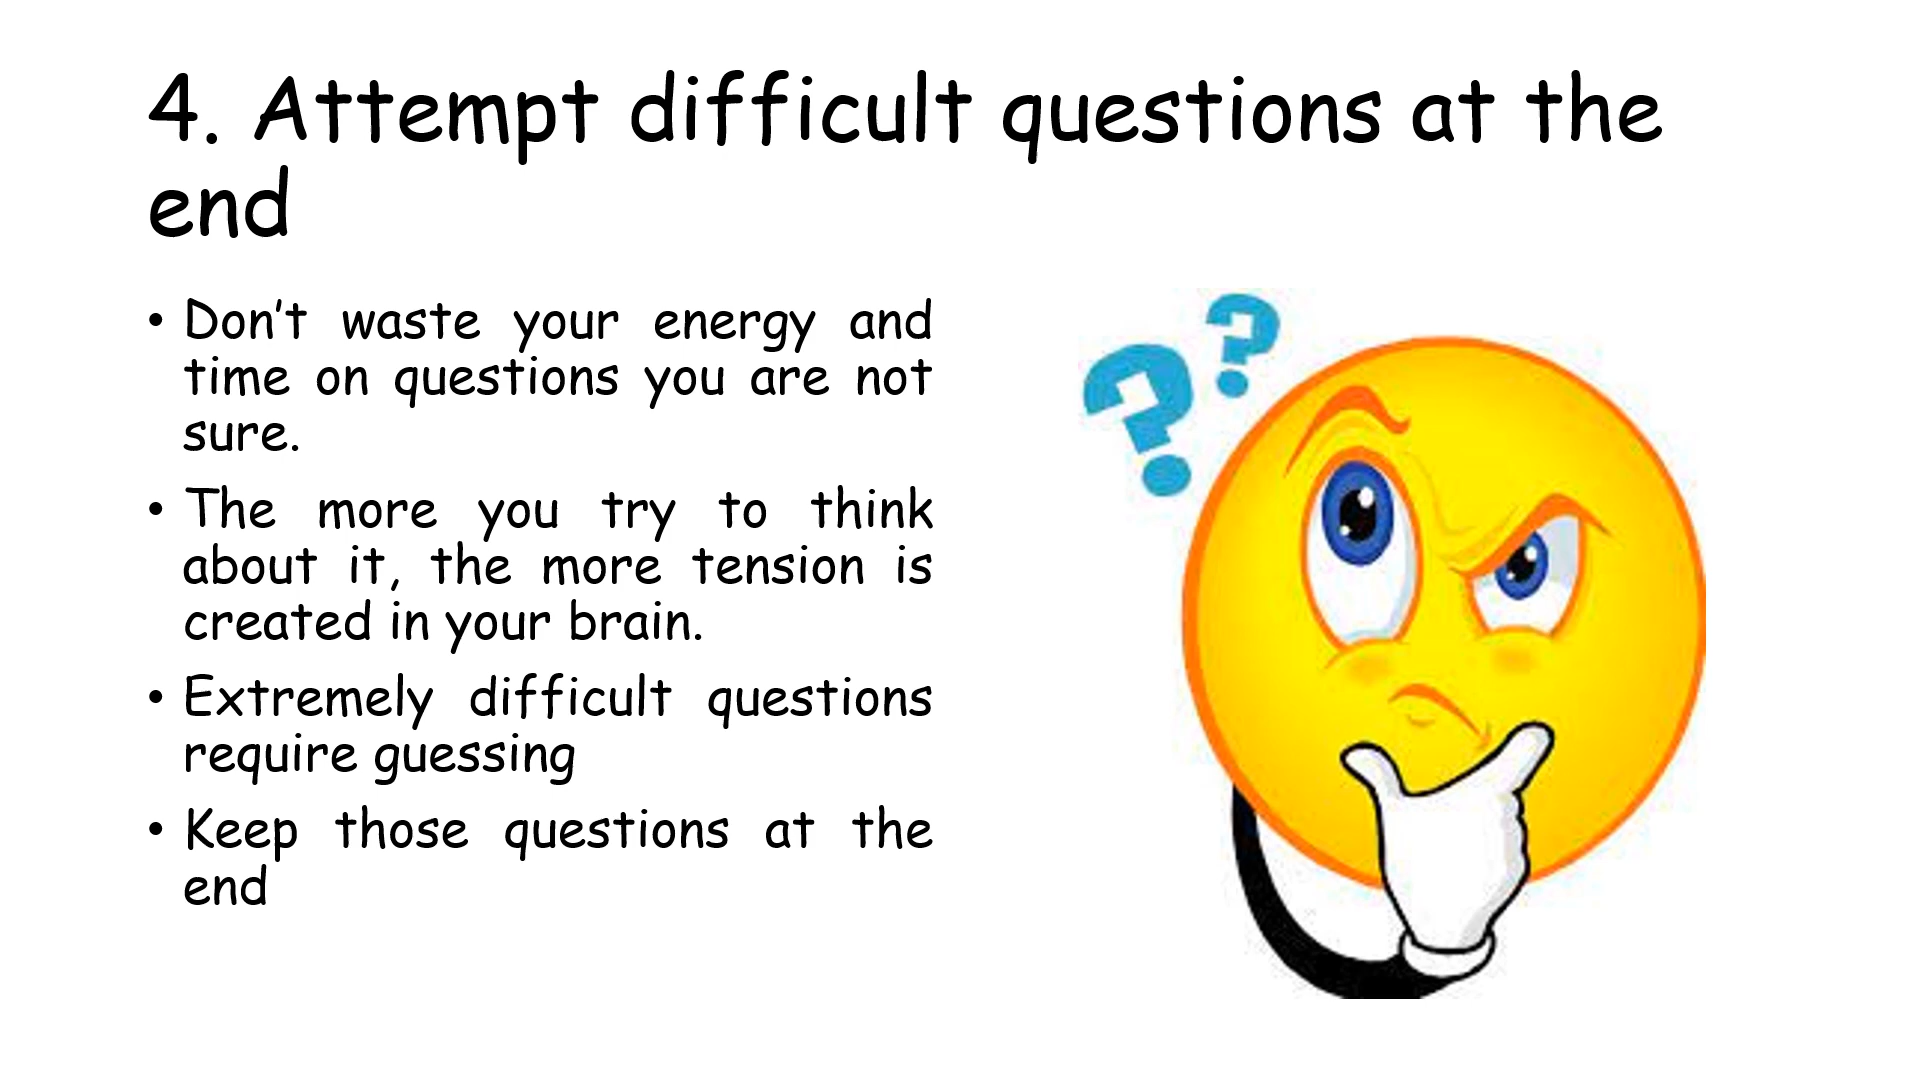 4. Attempt difficult questions at the
end
• Don’t waste your energy and
time on questions you are not
sure.
• The more you try to think
about it, the more tension is
created in your brain.
• Extremely difficult questions
require guessing
• Keep those questions at the
end
? ?